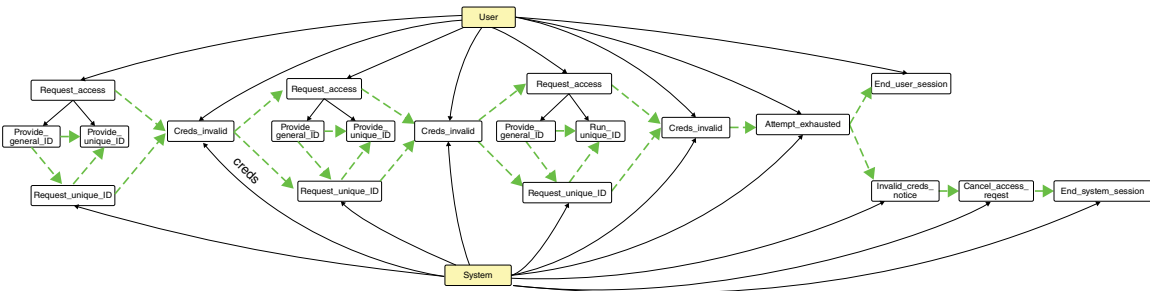 User
Request_access
Provide_
general_ID
Provide_
unique_ID
Request_unique_ID
Creds_invalid
creds
Request_access
Provide_
general_ID
Provide_
unique_ID
Request_unique_ID
Creds_invalid
Request_access
Provide_
general_ID
Run_
unique_ID
Request_unique_ID
Creds_invalid
Attempt_exhausted
End_user_session
Invalid_creds_
notice
Cancel_access_
reqest
End_system_session
System